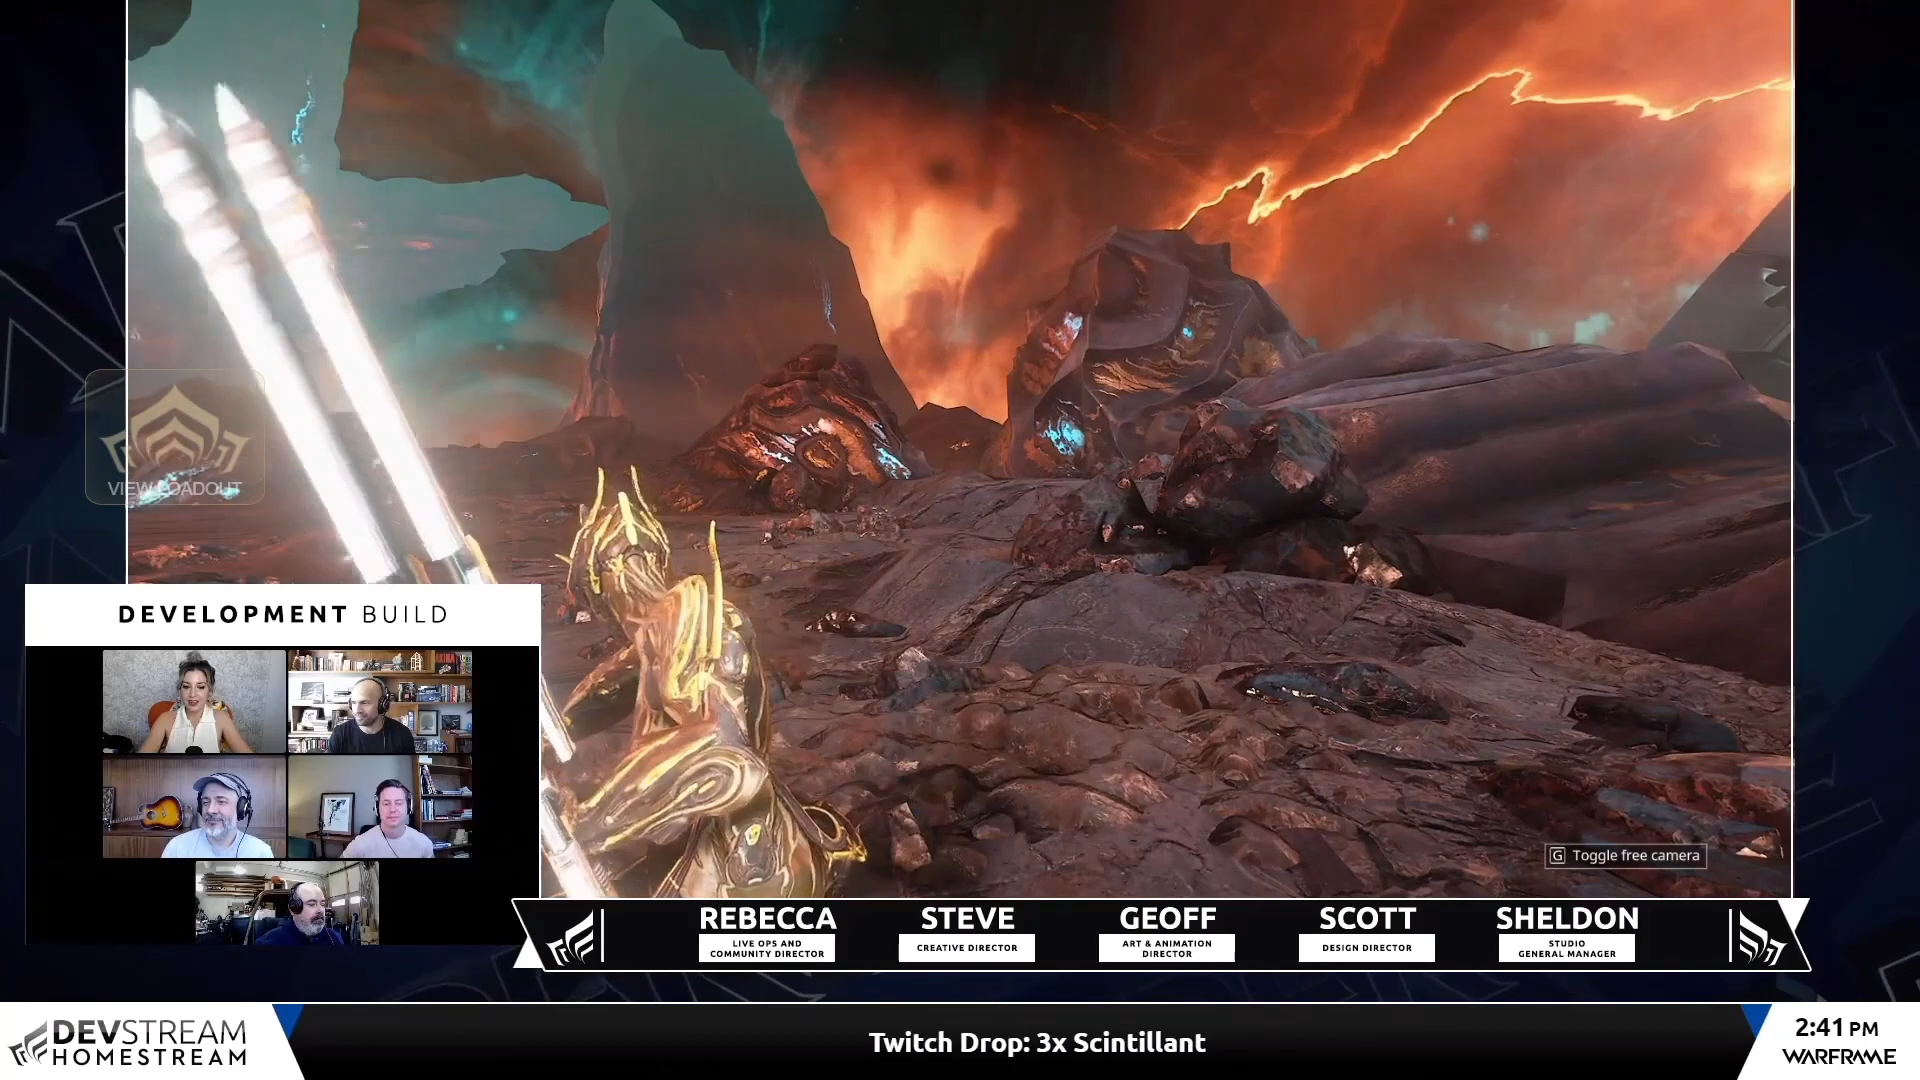 VIEW LOADOUT
DEVELOPMENT BUILD
G Toggle free camera
REBECCA
LIVE OPS AND
COMMUNITY DIRECTOR
STEVE
CREATIVE DIRECTOR
GEOFF
ART & ANIMATION
DIRECTOR
SCOTT
DESIGN DIRECTOR
SHELDON
STUDIO
GENERAL MANAGER
DEVSTREAM
HOMESTREAM
Twitch Drop: 3x Scintillant
2:41 PM
WARFRAME